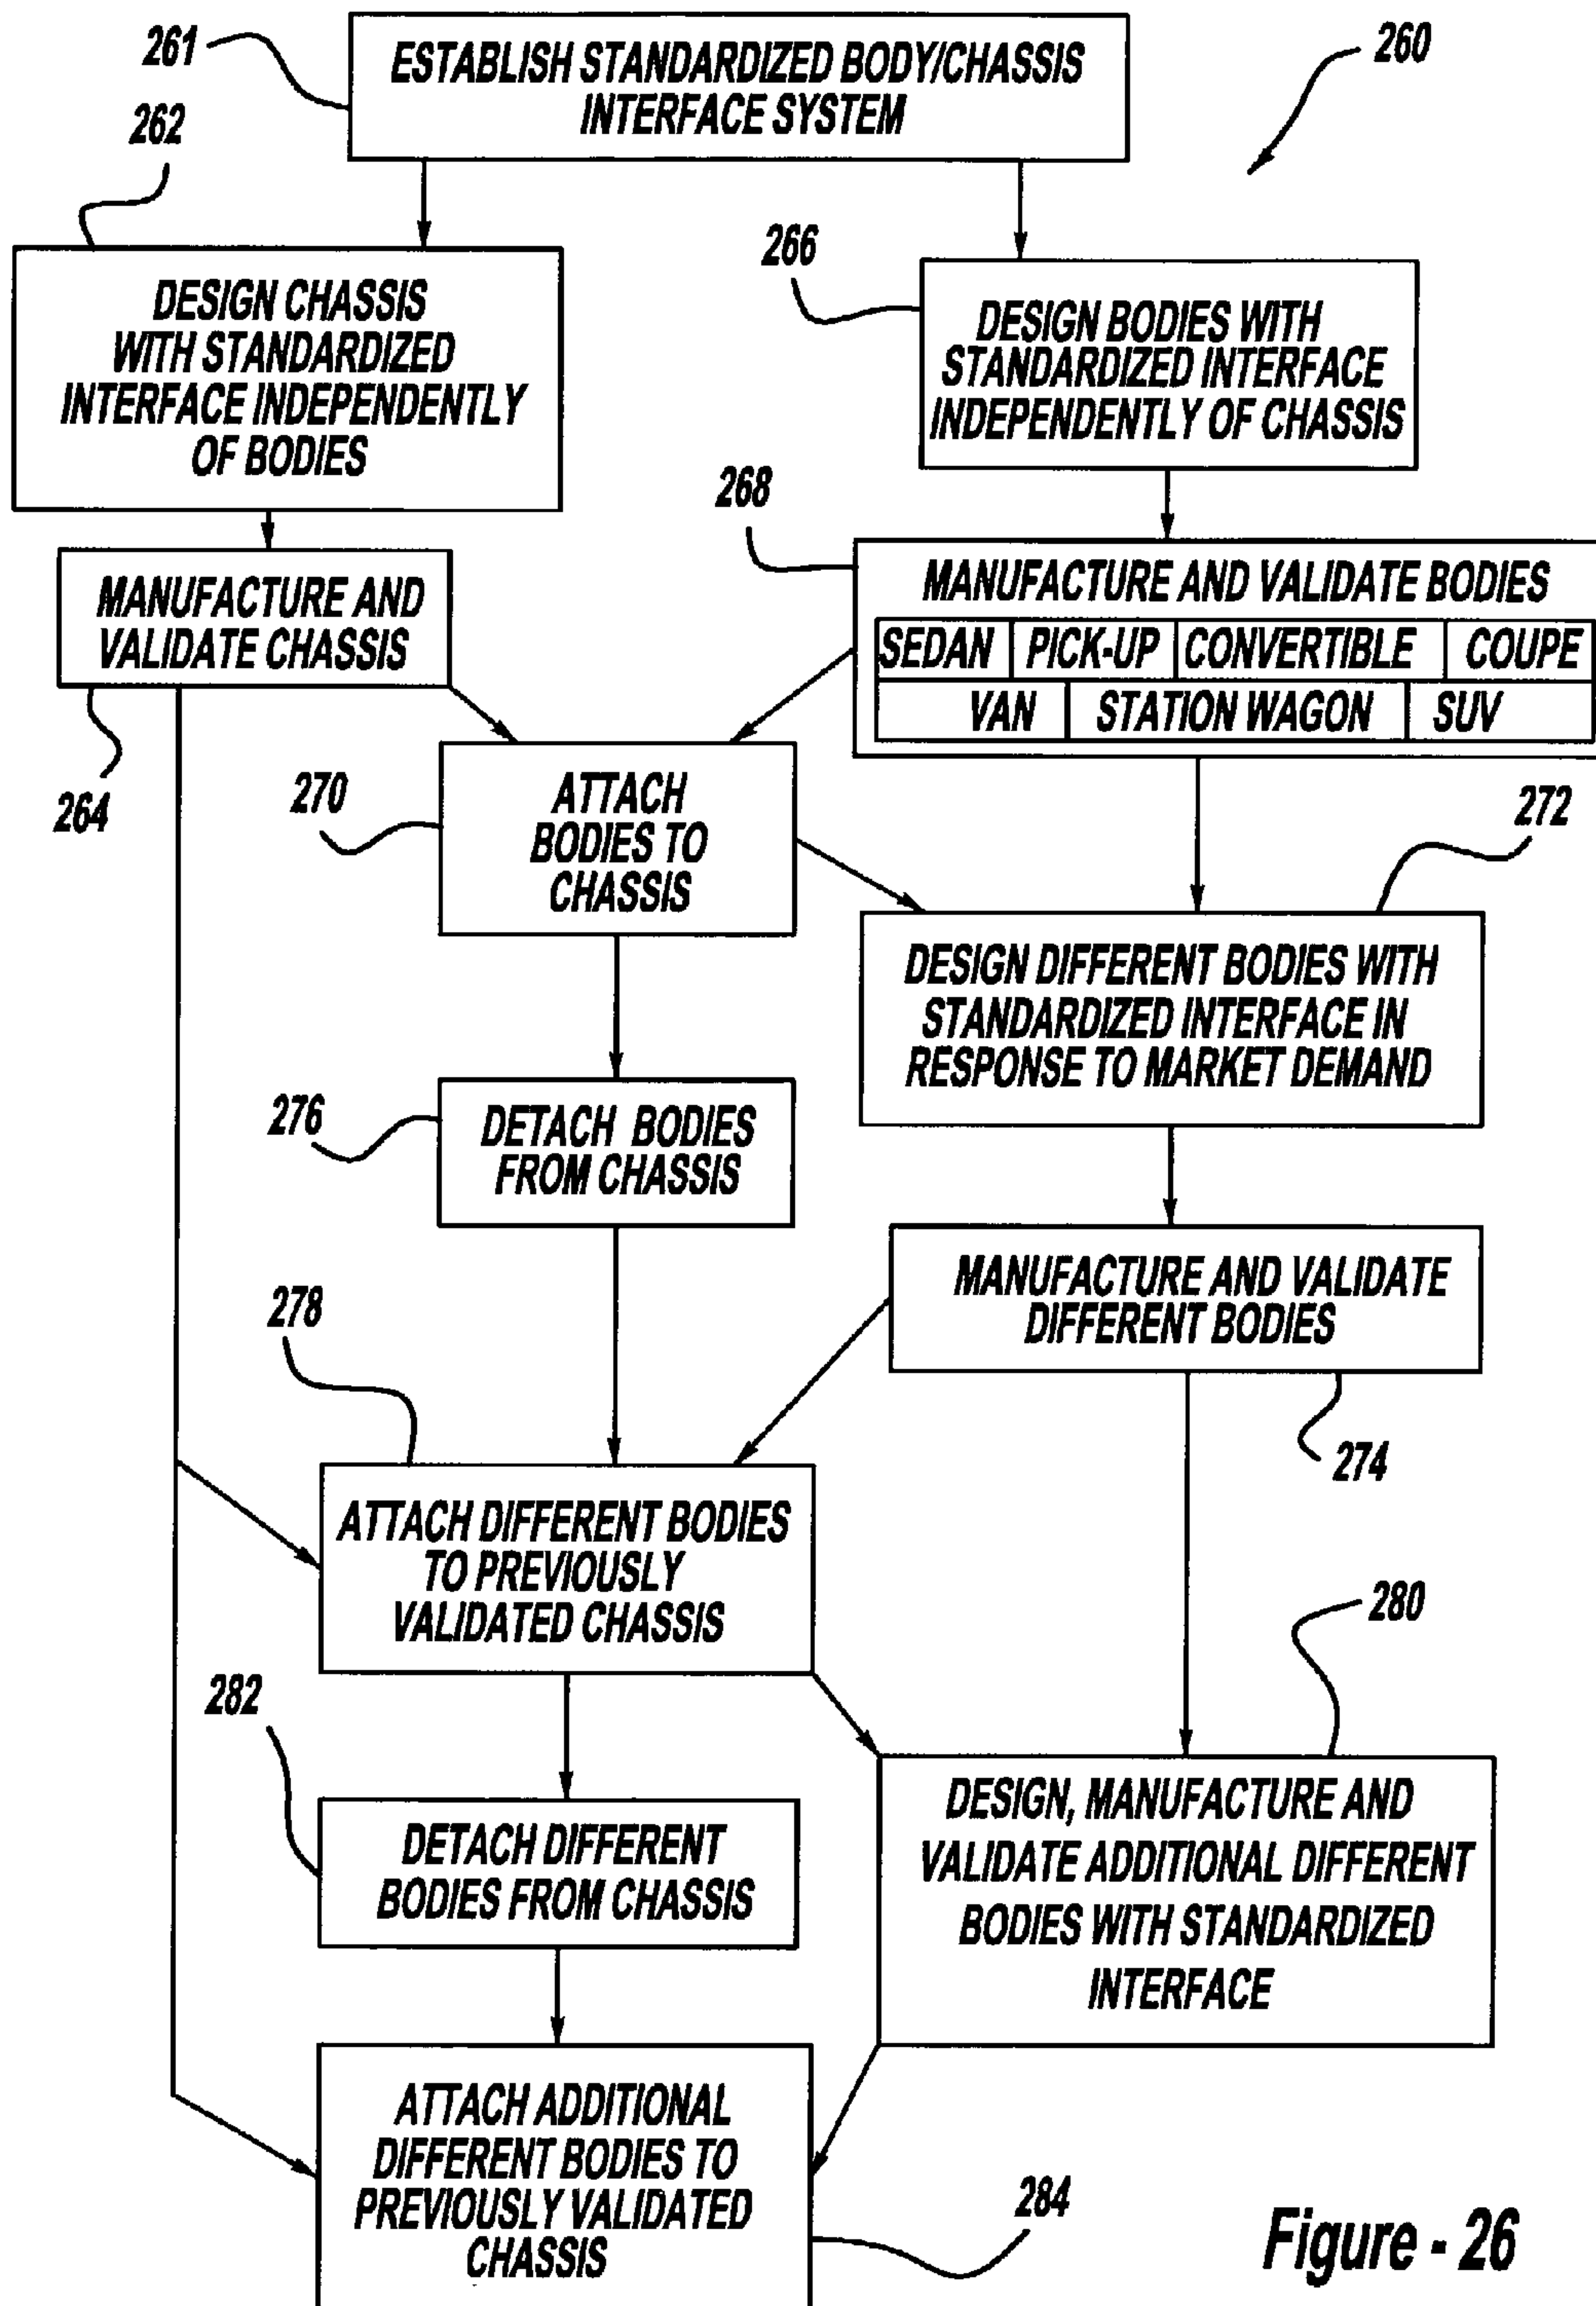 261
ESTABLISH STANDARDIZED BODY/CHASSIS
INTERFACE SYSTEM
260
262
DESIGN CHASSIS
WITH STANDARDIZED
INTERFACE INDEPENDENTLY
OF BODIES
266
DESIGN BODIES WITH
STANDARDIZED INTERFACE
INDEPENDENTLY OF CHASSIS
268
MANUFACTURE AND
VALIDATE CHASSIS
264
MANUFACTURE AND VALIDATE BODIES
SEDAN PICK-UP CONVERTIBLE COUPE
VAN STATION WAGON SUV
270
ATTACH
BODIES TO
CHASSIS
272
DESIGN DIFFERENT BODIES WITH
STANDARDIZED INTERFACE IN
RESPONSE TO MARKET DEMAND
276
DETACH BODIES
FROM CHASSIS
MANUFACTURE AND VALIDATE
DIFFERENT BODIES
274
278
ATTACH DIFFERENT BODIES
TO PREVIOUSLY
VALIDATED CHASSIS
280
282
DETACH DIFFERENT
BODIES FROM CHASSIS
DESIGN, MANUFACTURE AND
VALIDATE ADDITIONAL DIFFERENT
BODIES WITH STANDARDIZED
INTERFACE
ATTACH ADDITIONAL
DIFFERENT BODIES TO
PREVIOUSLY VALIDATED
CHASSIS
284
Figure - 26